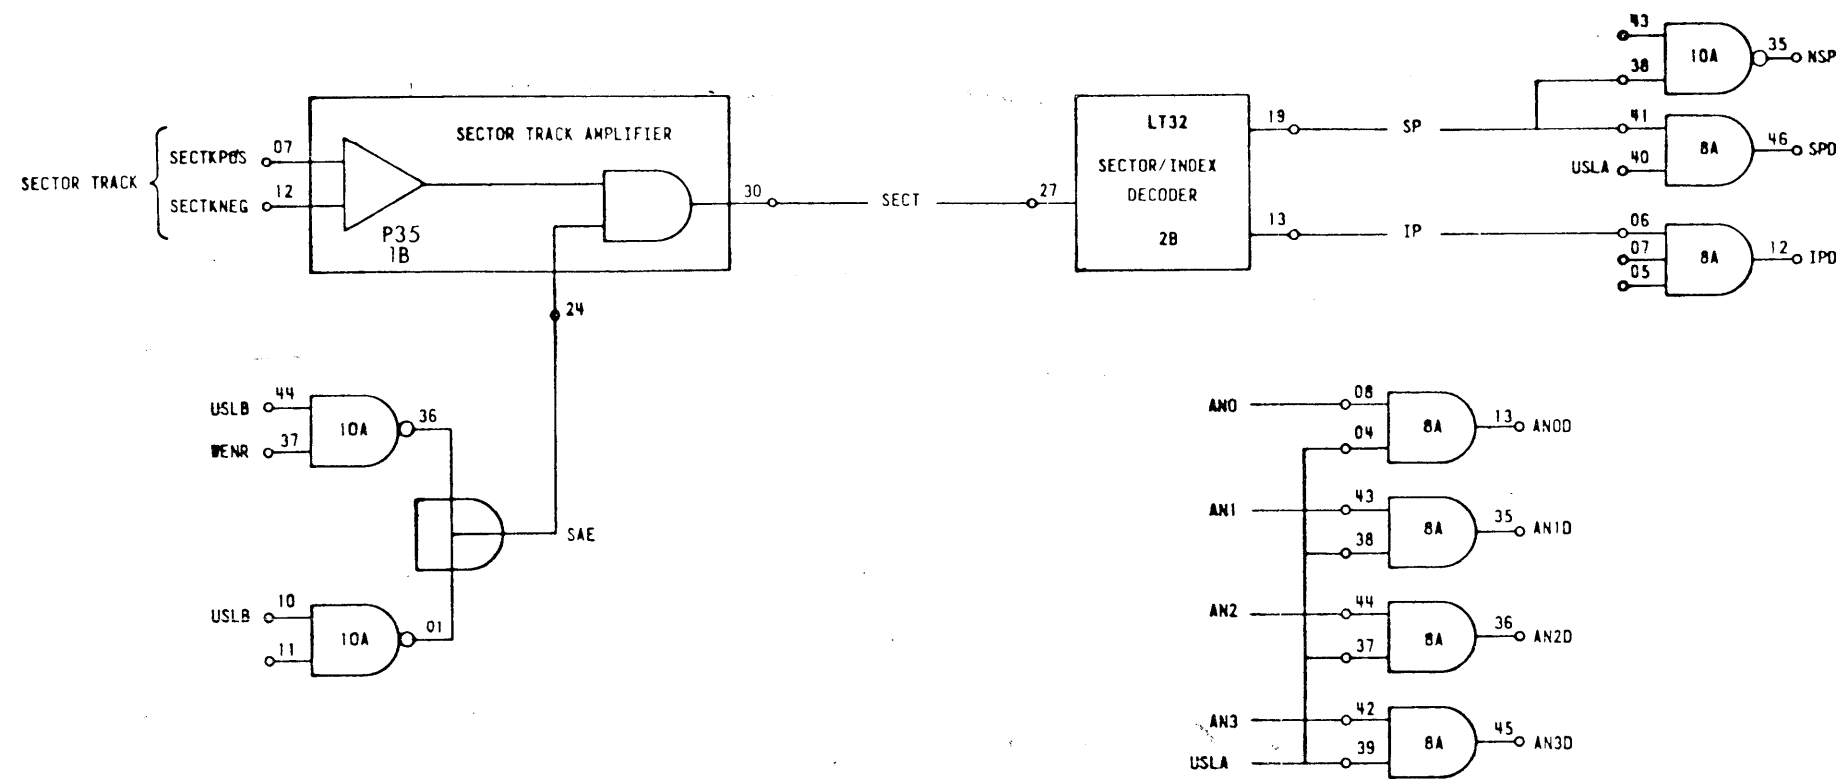 43
10A
35
NSP
38
SECTOR TRACK AMPLIFIER
LT32
19
SP
41
8A
46
SPD
SECTKPOS
07
SECTOR TRACK
USLA
40
SECTOR/INDEX
DECODER
12
SECTKNEG
30
SECT
27
P35
1B
2B
13
IP
06
07
8A
12
IPD
05
24
44
USLB
10A
36
37
WENR
AN0
08
8A
13
AN0D
04
AN1
43
8A
35
AN1D
38
SAE
10
USLB
10A
01
11
AN2
44
8A
36
AN2D
37
AN3
42
8A
45
AN3D
USLA
39